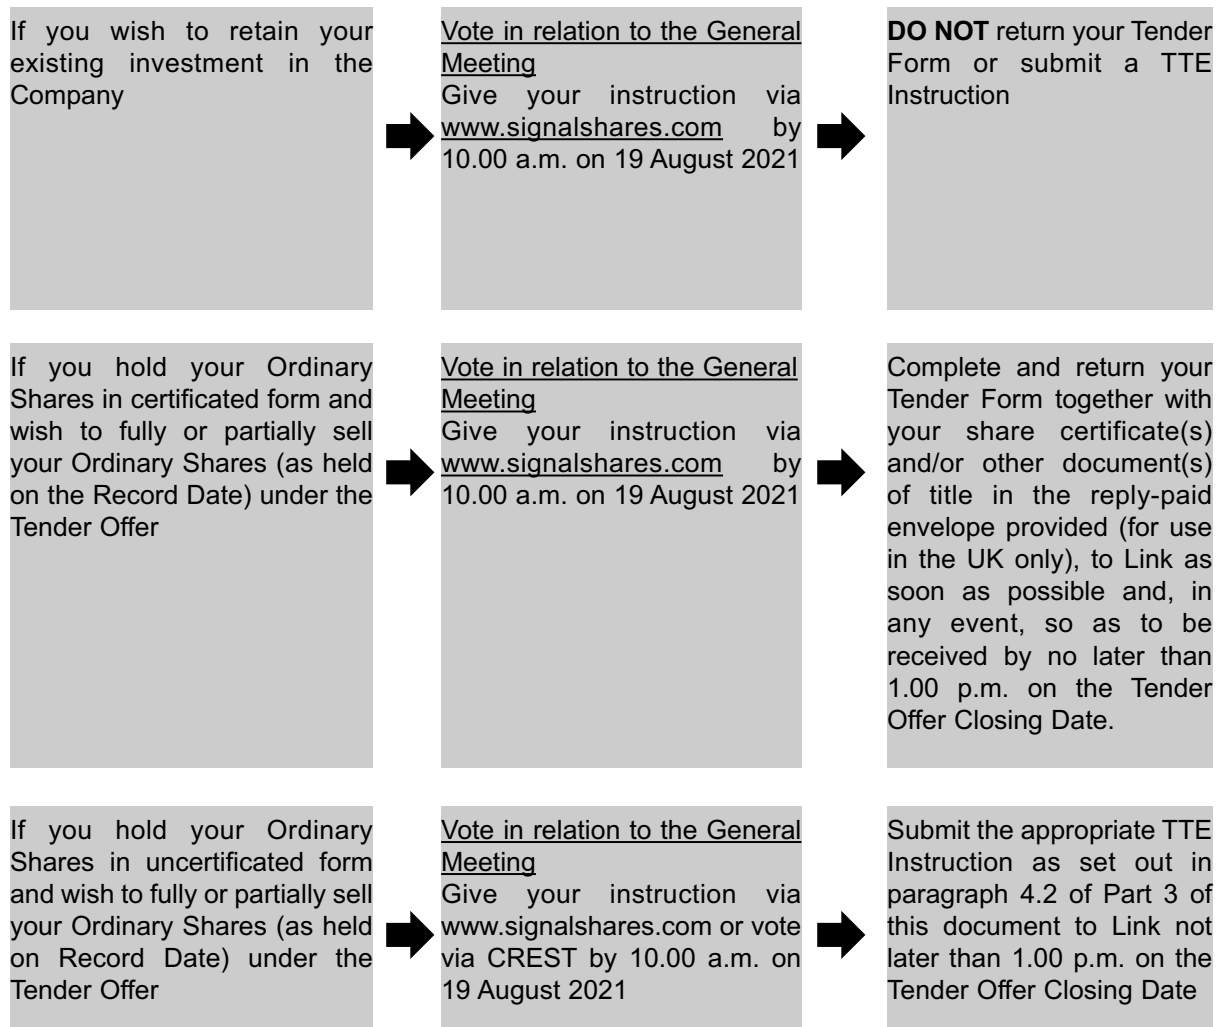 If you wish to retain your
existing investment in the
Company
Vote in relation to the General
Meeting
Give your instruction via
www.signalshares.com by
10.00 a.m. on 19 August 2021
DO NOT return your Tender
Form or submit a TTE
Instruction
If you hold your Ordinary
Shares in certificated form and
wish to fully or partially sell
your Ordinary Shares (as held
on the Record Date) under the
Tender Offer
Vote in relation to the General
Meeting
Give your instruction via
www.signalshares.com by
10.00 a.m. on 19 August 2021
Complete and return your
Tender Form together with
your share certificate(s)
and/or other document(s)
of title in the reply-paid
envelope provided (for use
in the UK only), to Link as
soon as possible and, in
any event, so as to be
received by no later than
1.00 p.m. on the Tender
Offer Closing Date.
If you hold your Ordinary
Shares in uncertificated form
and wish to fully or partially sell
your Ordinary Shares (as held
on Record Date) under the
Tender Offer
Vote in relation to the General
Meeting
Give your instruction via
www.signalshares.com or vote
via CREST by 10.00 a.m. on
19 August 2021
Submit the appropriate TTE
Instruction as set out in
paragraph 4.2 of Part 3 of
this document to Link not
later than 1.00 p.m. on the
Tender Offer Closing Date